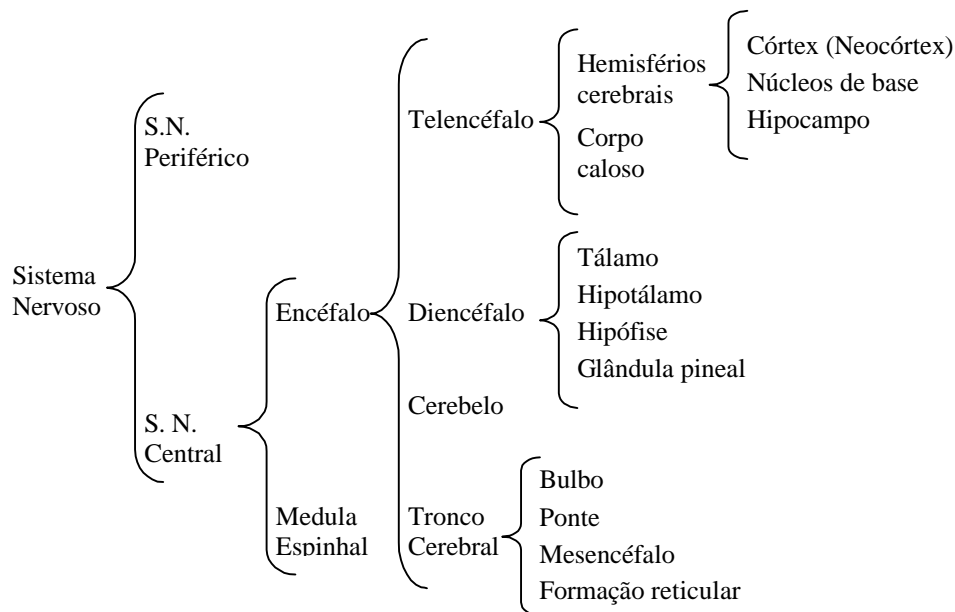 Sistema
Nervoso
S.N.
Periférico
S. N.
Central
Encéfalo
Medula
Espinhal
Telencéfalo
Hemisférios
cerebrais
Corpo
caloso
Córtex (Neocórtex)
Núcleos de base
Hipocampo
Diencéfalo
Tálamo
Hipotálamo
Hipófise
Glândula pineal
Cerebelo
Tronco
Cerebral
Bulbo
Ponte
Mesencéfalo
Formação reticular